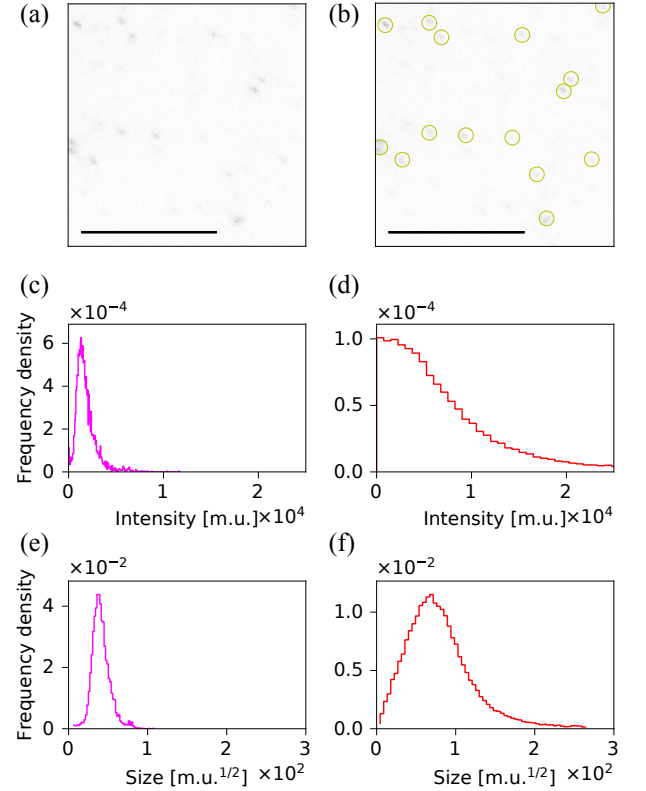 (a) (b)
(c) (d)
×10⁻⁴ ×10⁻⁴
Frequency density
6
4
2
0
0 1 2
Intensity [m.u.] ×10⁴
1.0
0.5
0.0
0 1 2
Intensity [m.u.] ×10⁴
(e) (f)
×10⁻² ×10⁻²
Frequency density
4
2
0
0 1 2 3
Size [m.u.¹/²] ×10²
1.0
0.5
0.0
0 1 2 3
Size [m.u.¹/²] ×10²